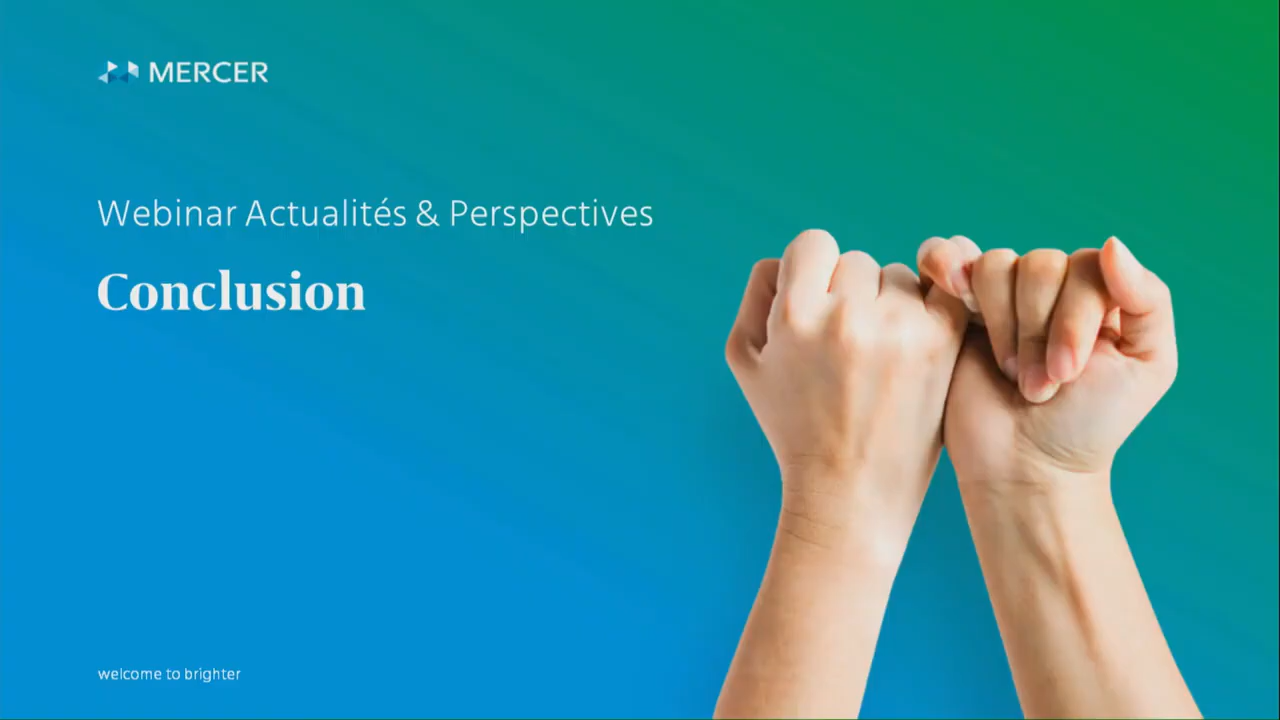 MERCER
Webinar Actualités & Perspectives
Conclusion
welcome to brighter